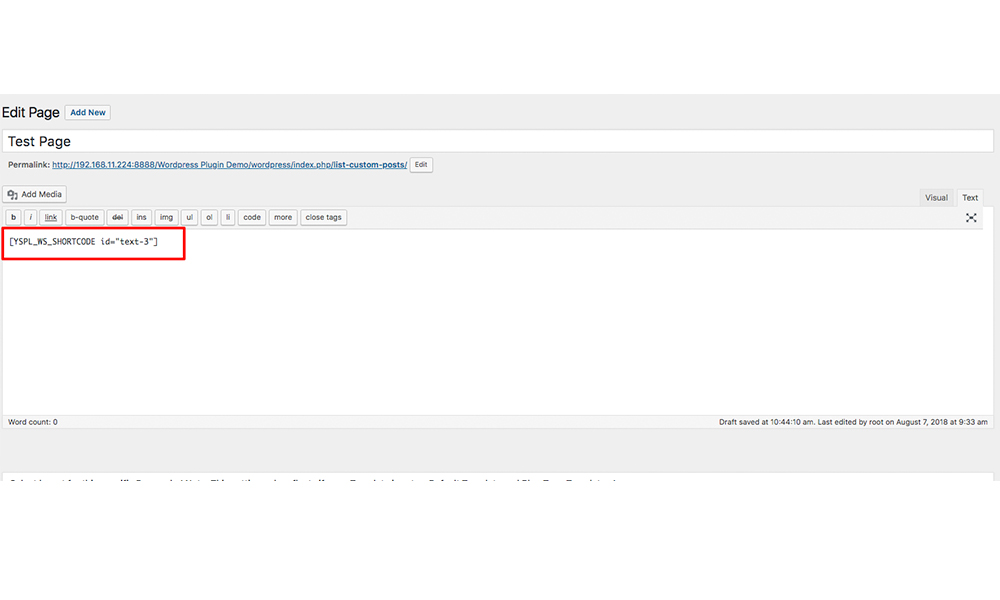 Edit Page Add New
Test Page
Permalink: http://192.168.11.224:8888/Wordpress Plugin Demo/wordpress/index.php/list-custom-posts/ Edit
Add Media
Visual Text
b i link b-quote del ins img ul ol li code more close tags
[YSPL_WS_SHORTCODE id="text-3"]
Word count: 0
Draft saved at 10:44:10 am. Last edited by root on August 7, 2018 at 9:33 am